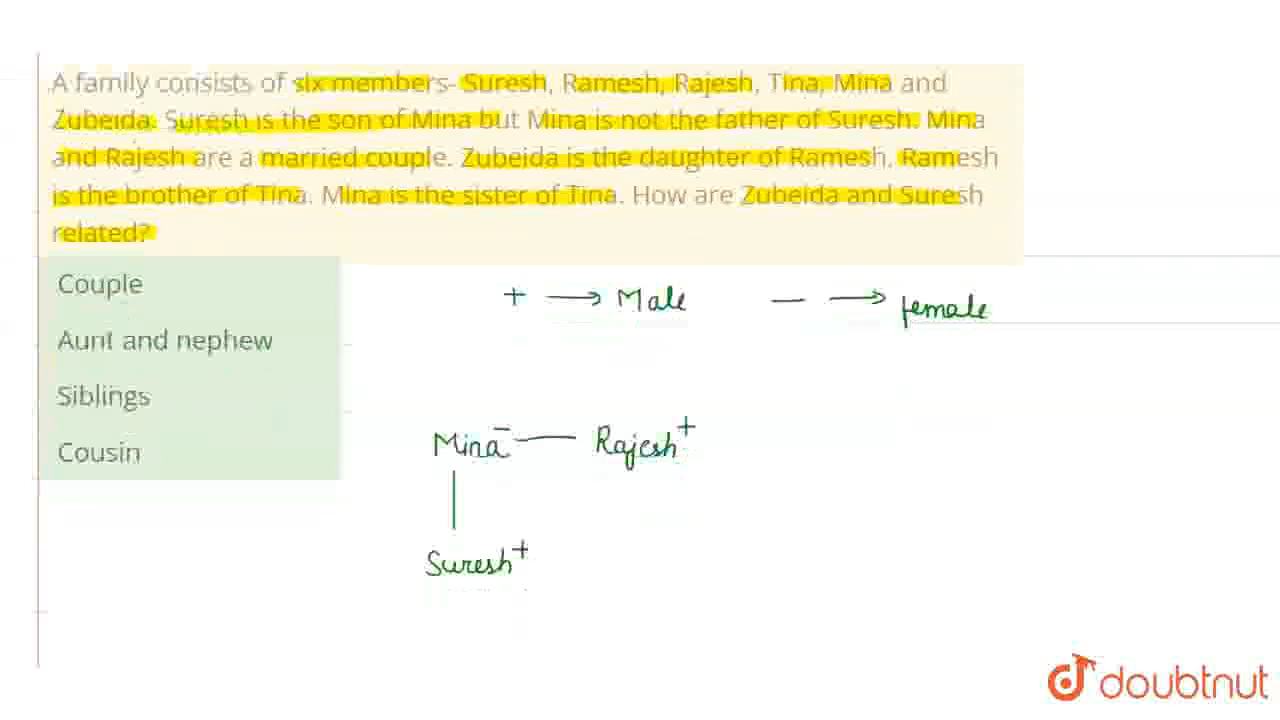 A family consists of six members- Suresh, Ramesh, Rajesh, Tina, Mina and
Zubeida. Suresh is the son of Mina but Mina is not the father of Suresh. Mina
and Rajesh are a married couple. Zubeida is the daughter of Ramesh. Ramesh
is the brother of Tina. Mina is the sister of Tina. How are Zubeida and Suresh
related?
Couple
+ → Male — → female
Aunt and nephew
Siblings
Mina⁻ — Rajesh⁺
Cousin
Suresh⁺
doubtnut